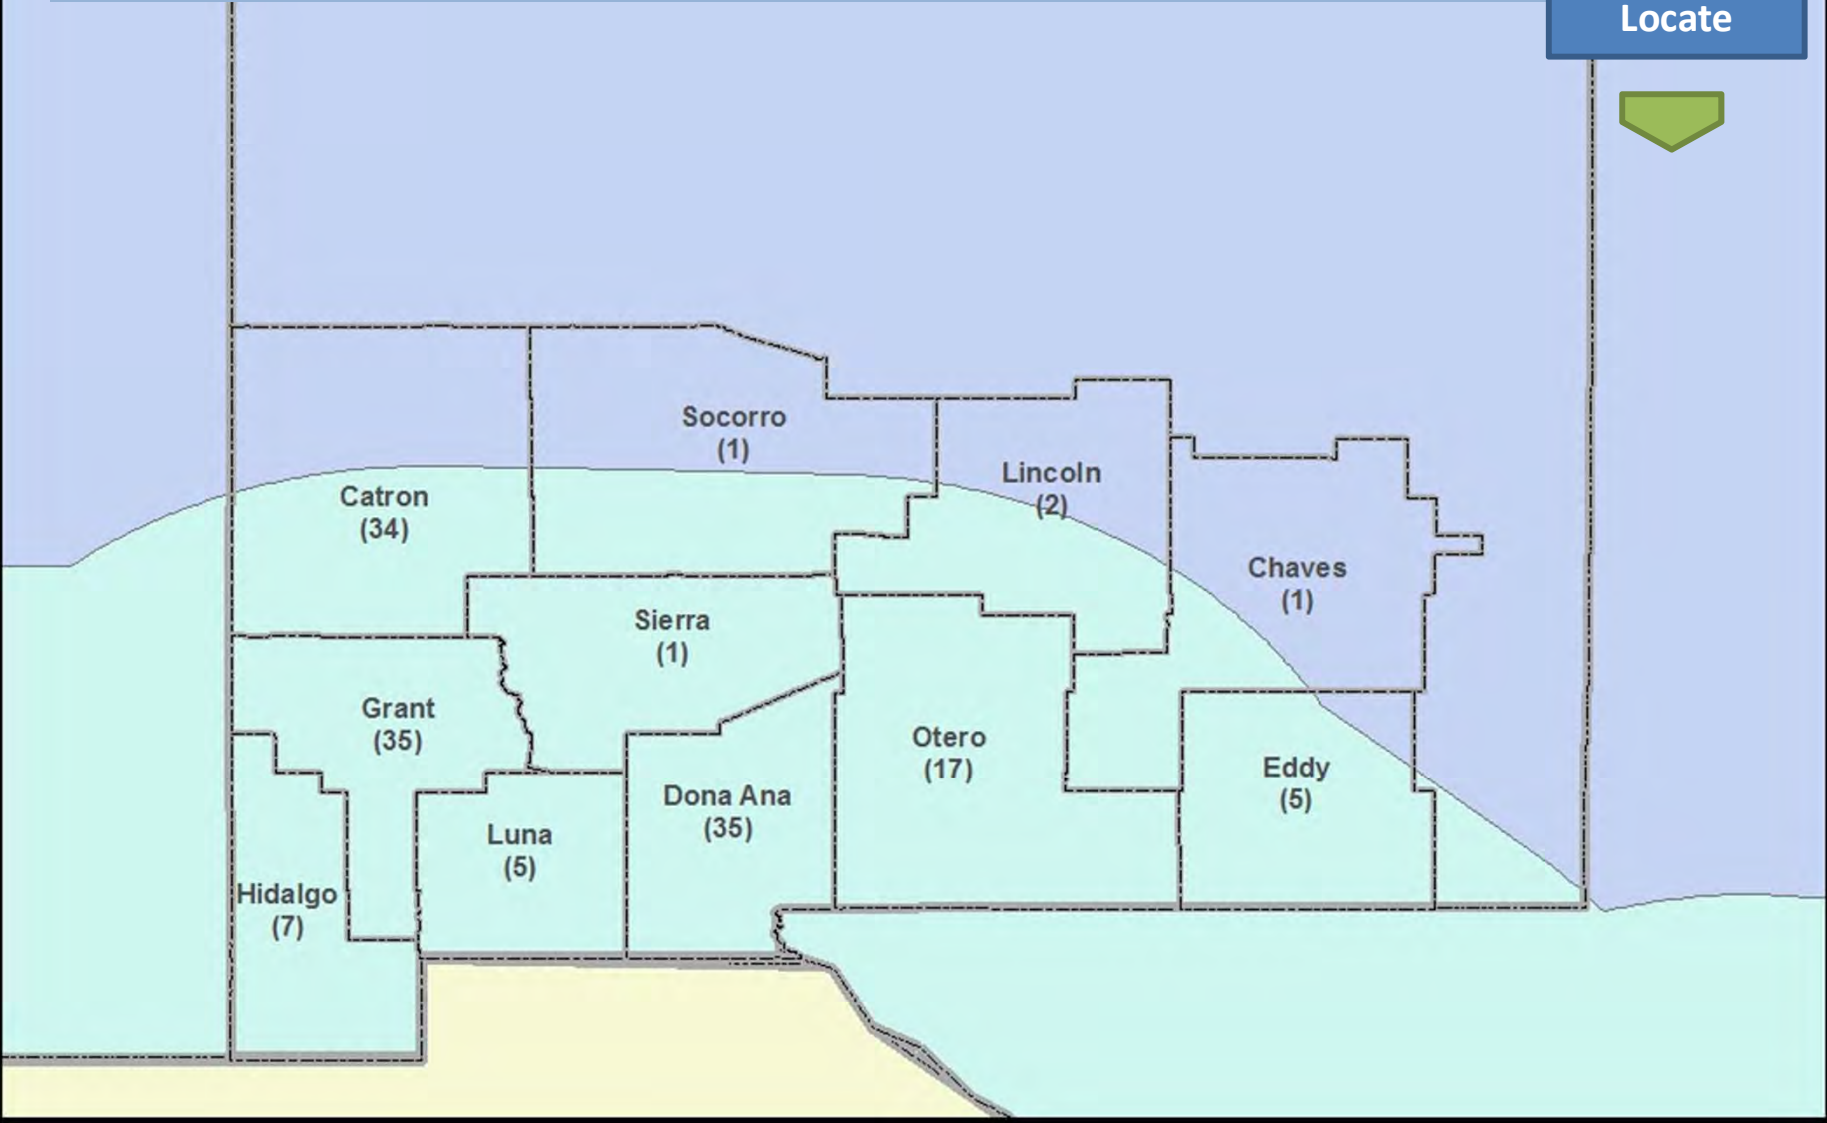 Locate
Socorro
(1)
Lincoln
(2)
Catron
(34)
Chaves
(1)
Sierra
(1)
Grant
(35)
Otero
(17)
Eddy
(5)
Dona Ana
(35)
Luna
(5)
Hidalgo
(7)